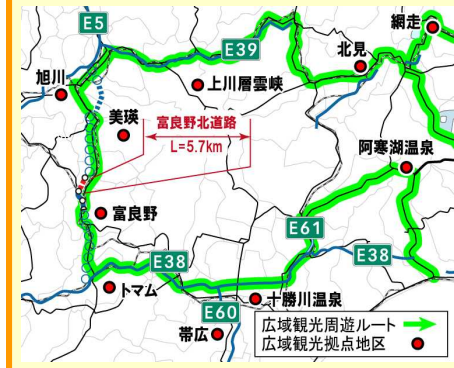 E5
網走
E39
北見
旭川
上川層雲峡
美瑛
富良野北道路
L=5.7km
阿寒湖温泉
富良野
E61
E38
E38
トマム
十勝川温泉
E60
帯広
広域観光周遊ルート
広域観光拠点地区